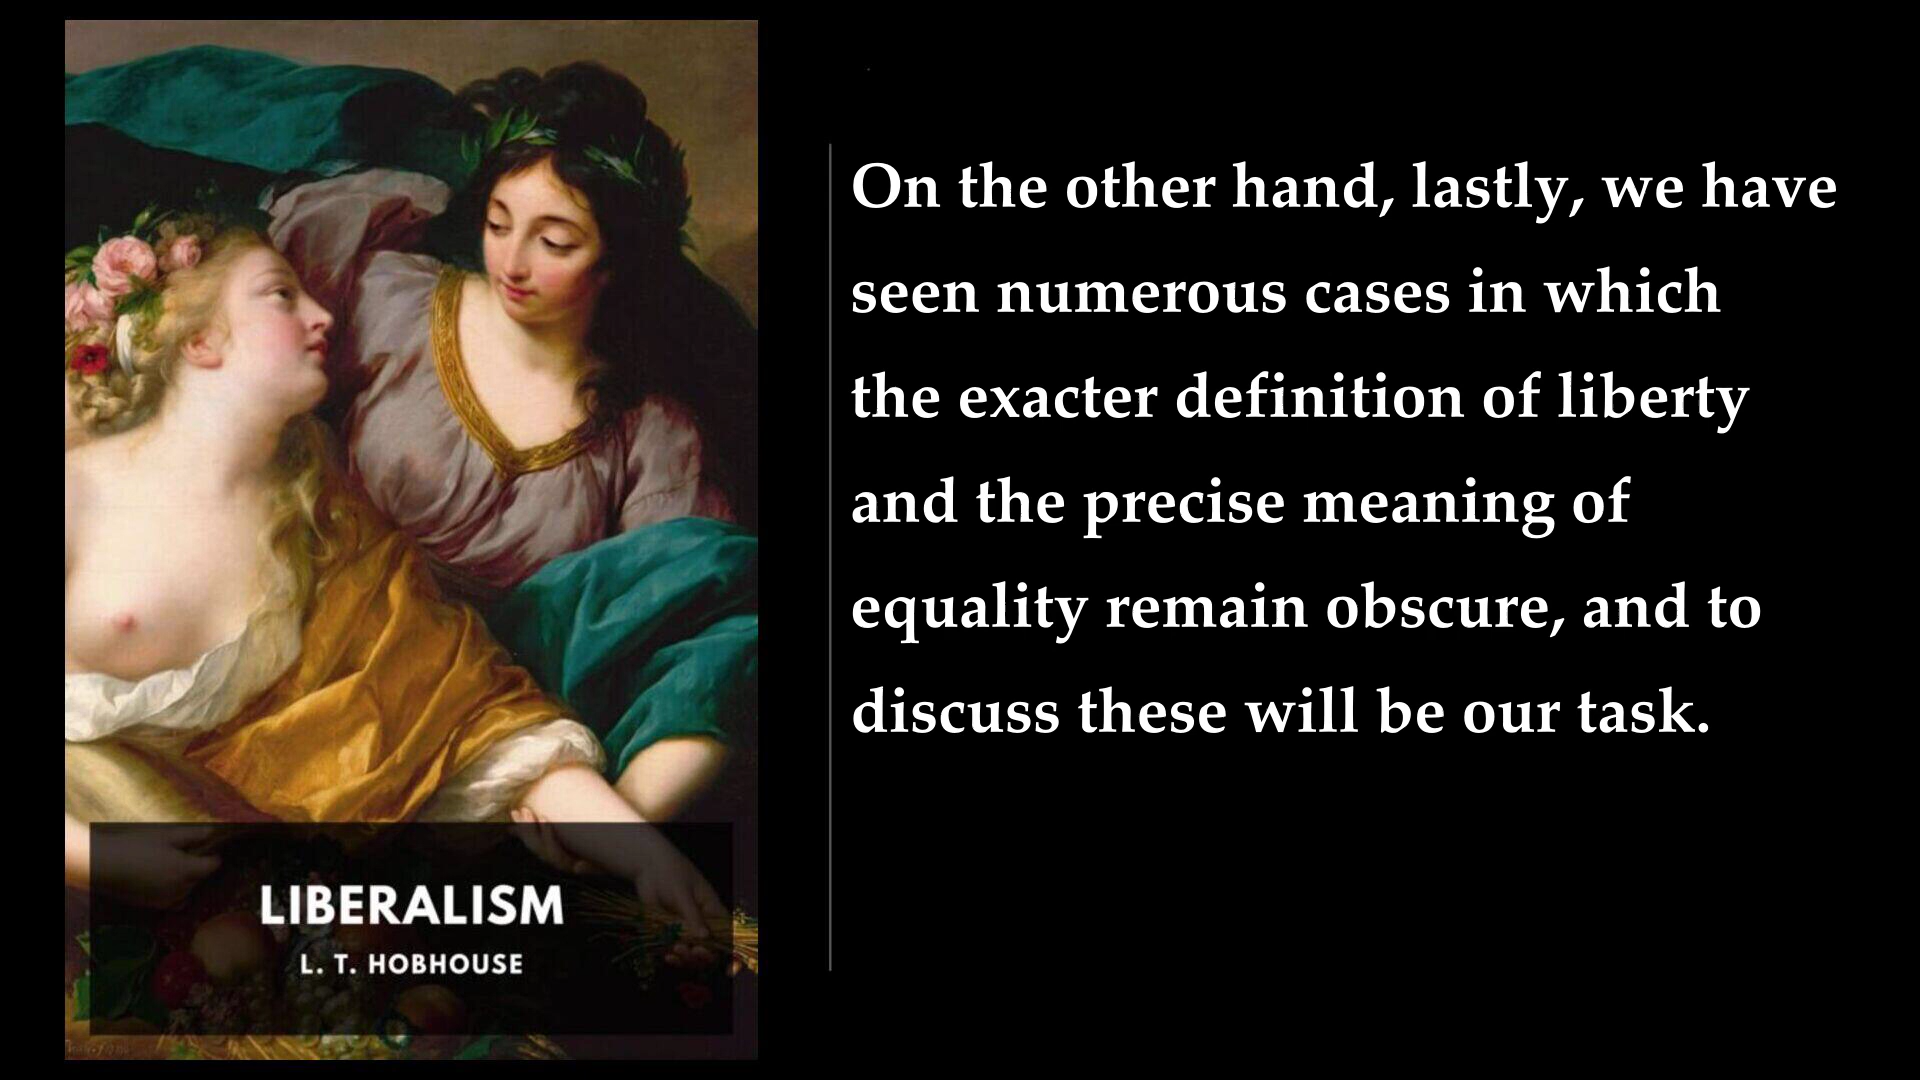 On the other hand, lastly, we have
seen numerous cases in which
the exacter definition of liberty
and the precise meaning of
equality remain obscure, and to
discuss these will be our task.
LIBERALISM
L. T. HOBHOUSE